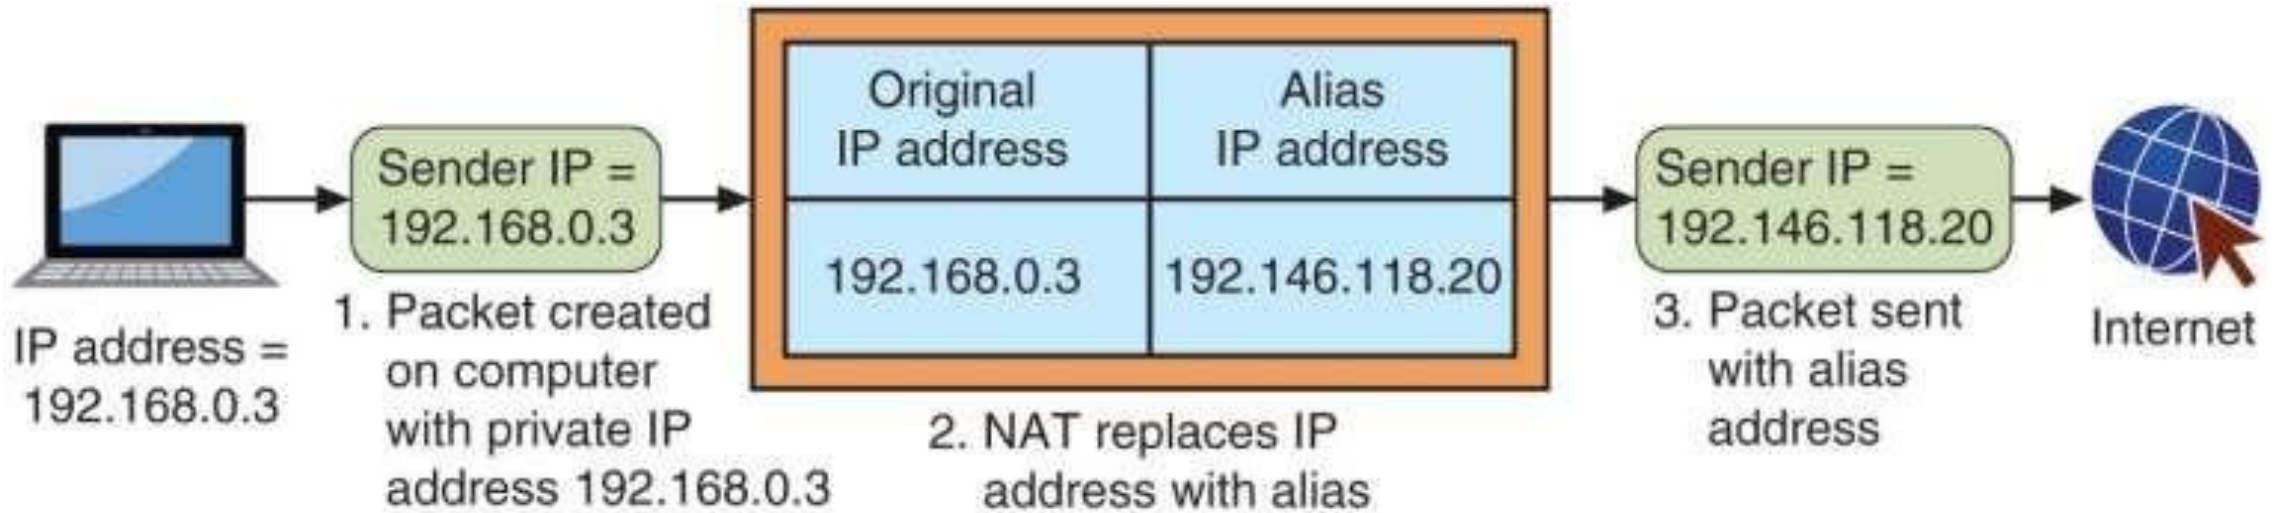 IP address =
192.168.0.3
Sender IP =
192.168.0.3
1. Packet created
on computer
with private IP
address 192.168.0.3
Original
IP address
Alias
IP address
192.168.0.3
192.146.118.20
2. NAT replaces IP
address with alias
Sender IP =
192.146.118.20
3. Packet sent
with alias
address
Internet